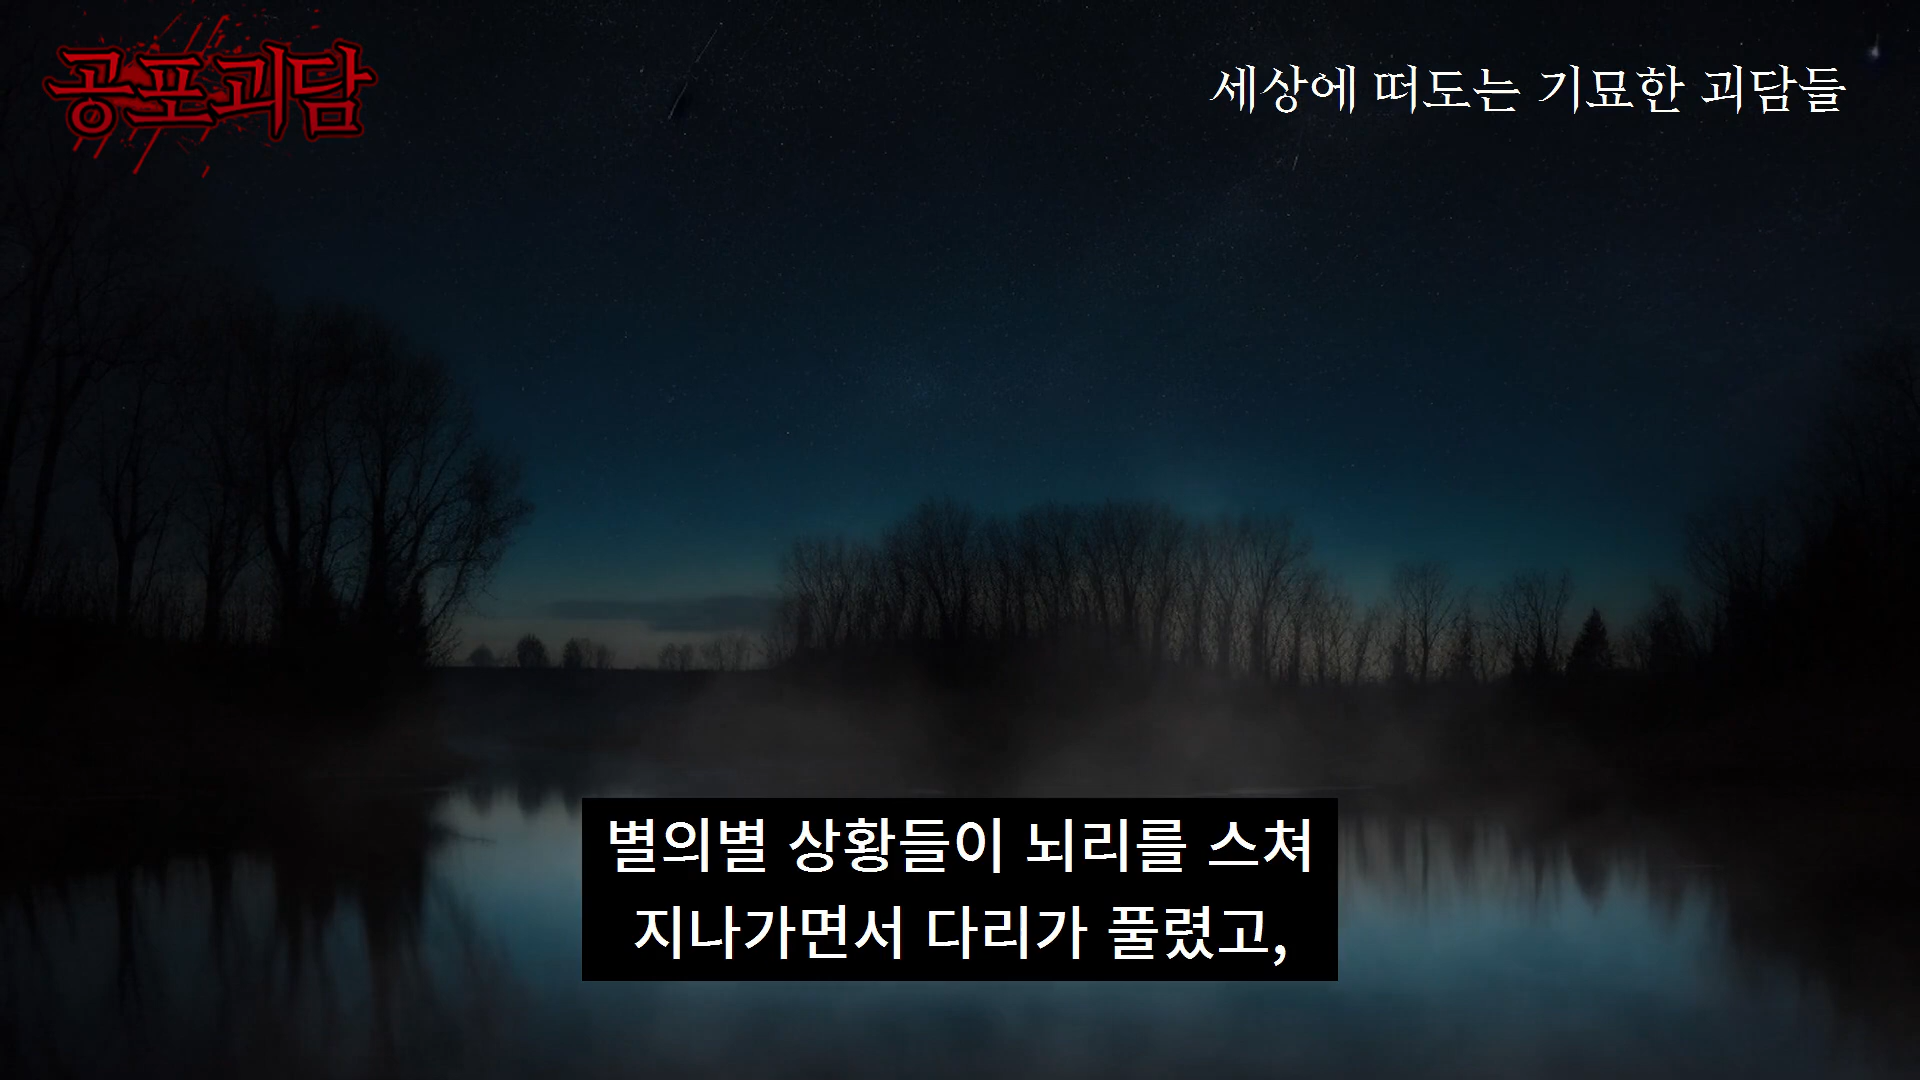 공포괴담
세상에 떠도는 기묘한 괴담들
별의별 상황들이 뇌리를 스쳐
지나가면서 다리가 풀렸고,